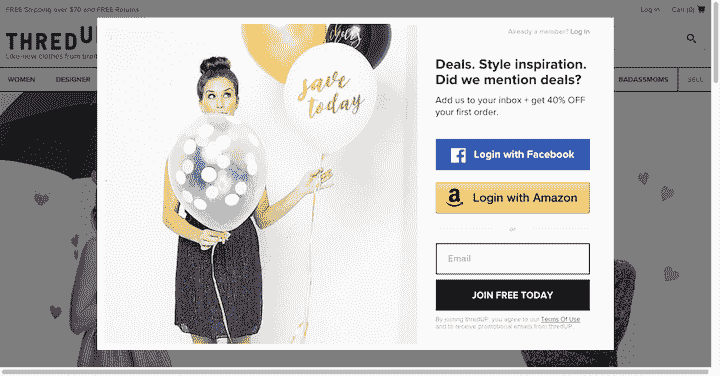 FREE Shipping over $70 and FREE Returns
Log In
Cart (0)
THREDU
Like-new clothes from
WOMEN
DESIGNER
BADASSMOMS
SELL
Already a member? Log In
save
today
Deals. Style inspiration.
Did we mention deals?
Add us to your inbox + get 40% OFF
your first order.
Login with Facebook
Login with Amazon
or
Email
JOIN FREE TODAY
By joining thredUP, you agree to our Terms Of Use
and to receive promotional emails from thredUP.